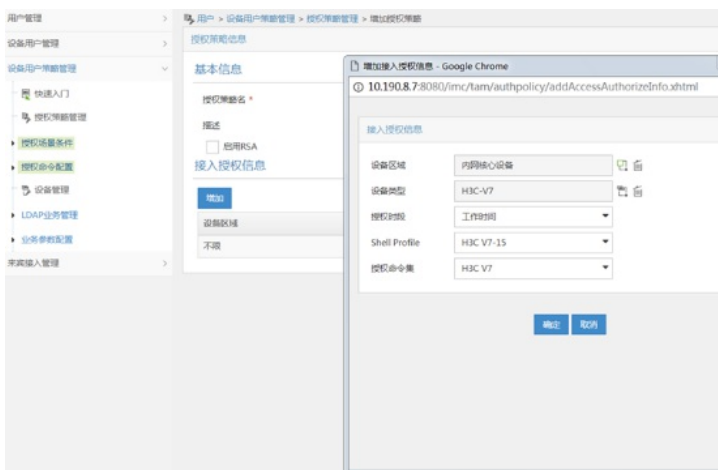 用户管理
设备用户管理
设备用户策略管理
快速入门
授权策略管理
授权场景条件
授权命令配置
设备管理
LDAP业务管理
业务参数配置
来宾接入管理
用户 > 设备用户策略管理 > 授权策略管理 > 增加授权策略
授权策略信息
基本信息
授权策略名 *
描述
启用RSA
接入授权信息
增加
设备区域
不限
增加接入授权信息 - Google Chrome
10.190.8.7:8080/imc/tam/authpolicy/addAccessAuthorizeInfo.xhtml
接入授权信息
设备区域 内网核心设备
设备类型 H3C-V7
授权时段 工作时间
Shell Profile H3C V7-15
授权命令集 H3C V7
确定 取消